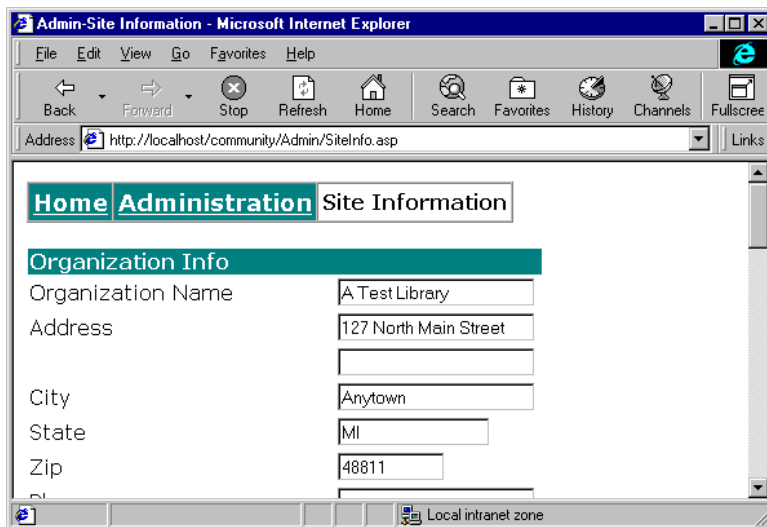 Admin-Site Information - Microsoft Internet Explorer
File Edit View Go Favorites Help
Back Forward Stop Refresh Home Search Favorites History Channels Fullscree
Address http://localhost/community/Admin/SiteInfo.asp Links
Home Administration Site Information
Organization Info
Organization Name A Test Library
Address 127 North Main Street
City Anytown
State MI
Zip 48811
Local intranet zone